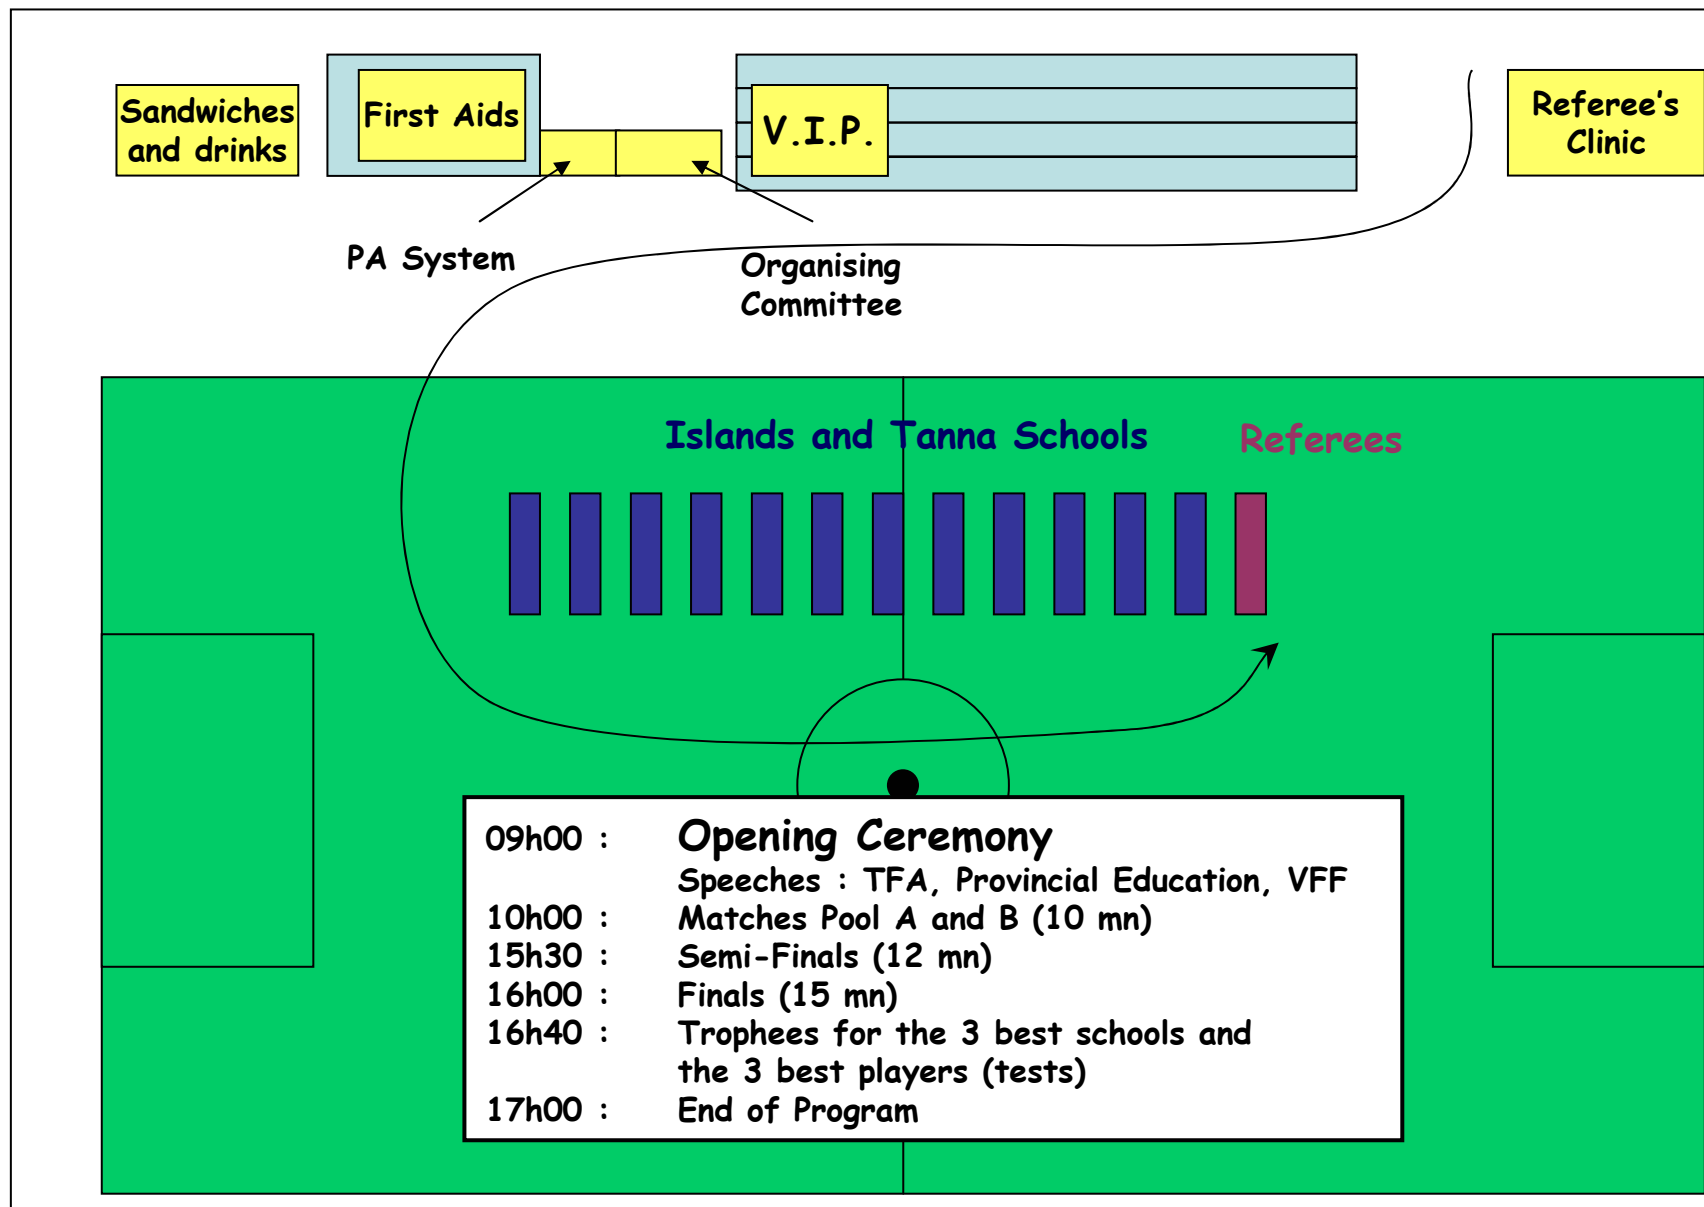 Sandwiches
and drinks
First Aids
V.I.P.
Referee's
Clinic
PA System
Organising
Committee
Islands and Tanna Schools
Referees
09h00 : Opening Ceremony
Speeches : TFA, Provincial Education, VFF
10h00 : Matches Pool A and B (10 mn)
15h30 : Semi-Finals (12 mn)
16h00 : Finals (15 mn)
16h40 : Trophees for the 3 best schools and
the 3 best players (tests)
17h00 : End of Program